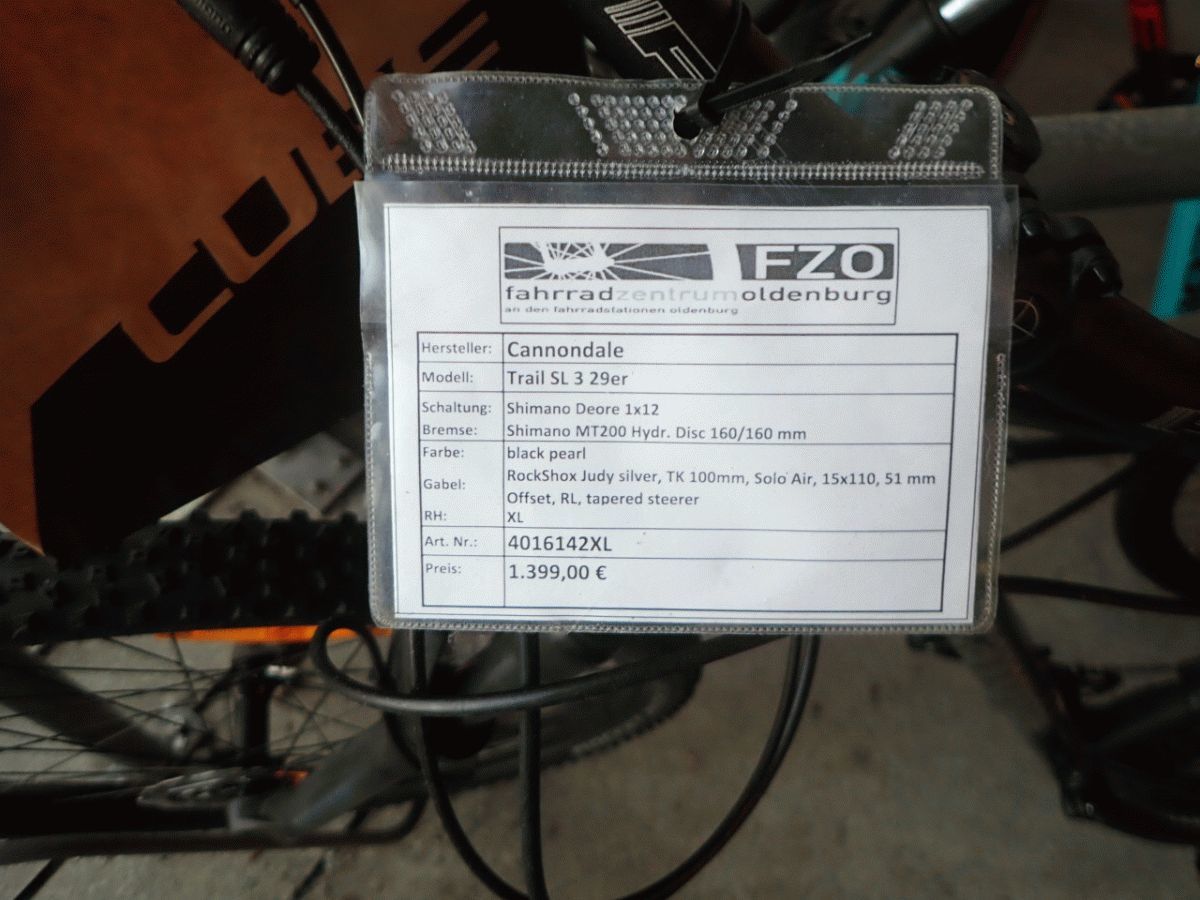 CUBE
FZO
fahrradzentrumoldenburg
an den fahrradstationen oldenburg
Hersteller: Cannondale
Modell: Trail SL 3 29er
Schaltung: Shimano Deore 1x12
Bremse: Shimano MT200 Hydr. Disc 160/160 mm
Farbe: black pearl
Gabel: RockShox Judy silver, TK 100mm, Solo Air, 15x110, 51 mm
Offset, RL, tapered steerer
RH: XL
Art. Nr.: 4016142XL
Preis: 1.399,00 €